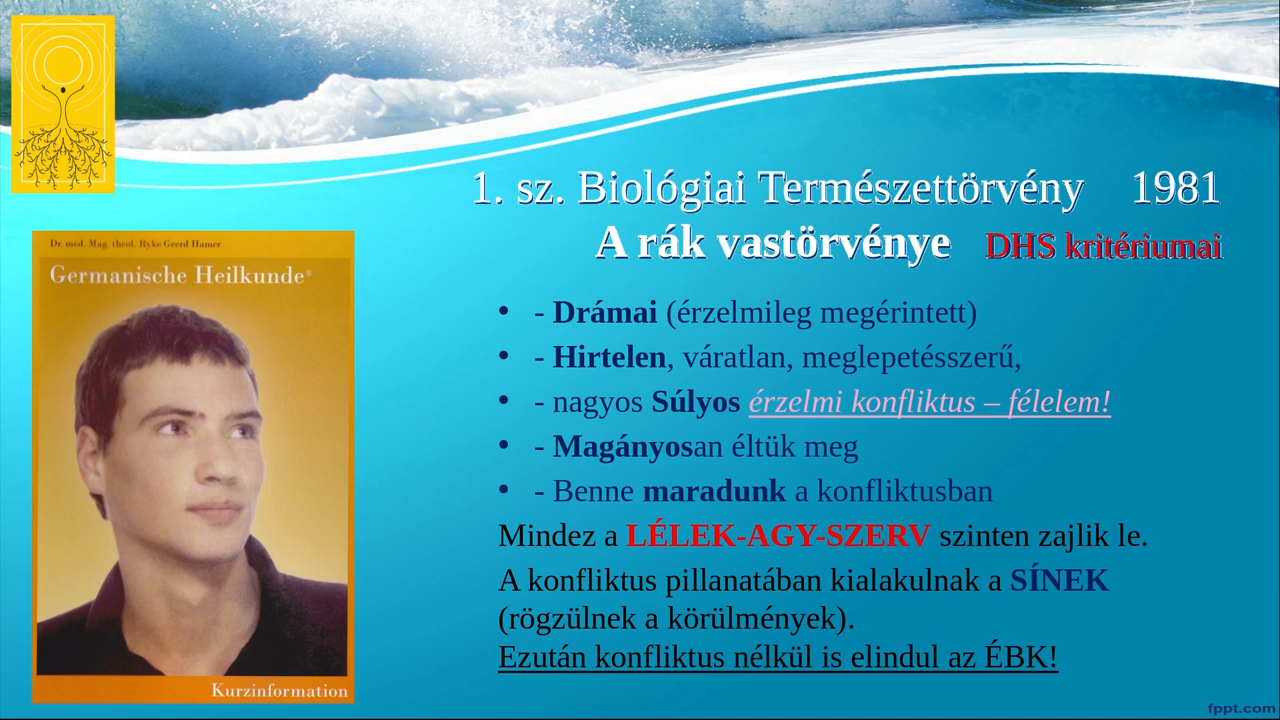 1. sz. Biológiai Természettörvény 1981
A rák vastörvénye DHS kritériumai
Dr. med. Mag. theol. Ryke Geerd Hamer
Germanische Heilkunde®
Kurzinformation
• - Drámai (érzelmileg megérintett)
• - Hirtelen, váratlan, meglepetésszerű,
• - nagyos Súlyos érzelmi konfliktus – félelem!
• - Magányosan éltük meg
• - Benne maradunk a konfliktusban
Mindez a LÉLEK-AGY-SZERV szinten zajlik le.
A konfliktus pillanatában kialakulnak a SÍNEK
(rögzülnek a körülmények).
Ezután konfliktus nélkül is elindul az ÉBK!
fppt.com